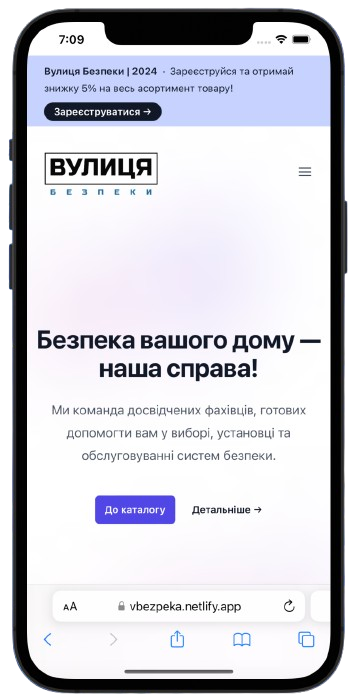 7:09
Вулиця Безпеки | 2024 · Зареєструйся та отримай
знижку 5% на весь асортимент товару!
Зареєструватися →
ВУЛИЦЯ
БЕЗПЕКИ
Безпека вашого дому —
наша справа!
Ми команда досвідчених фахівців, готових
допомогти вам у виборі, установці та
обслуговуванні систем безпеки.
До каталогу
Детальніше →
AA
vbezpeka.netlify.app